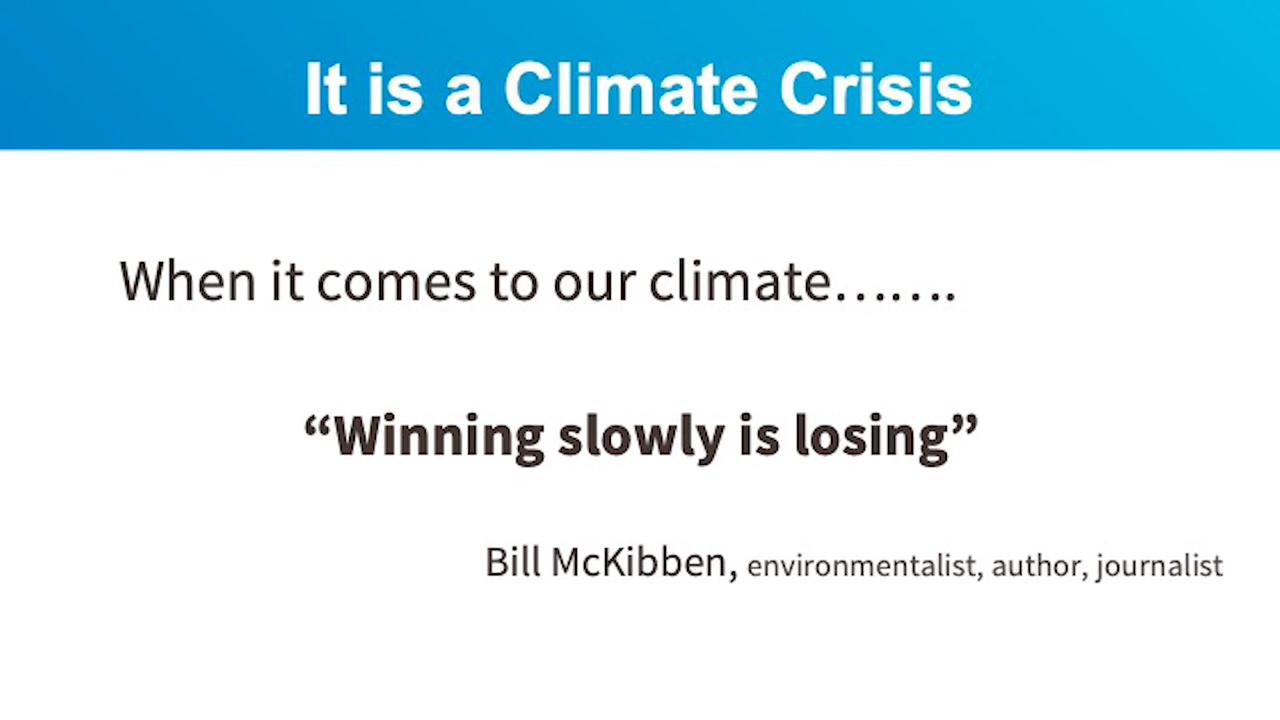 It is a Climate Crisis
When it comes to our climate…….
“Winning slowly is losing”
Bill McKibben, environmentalist, author, journalist